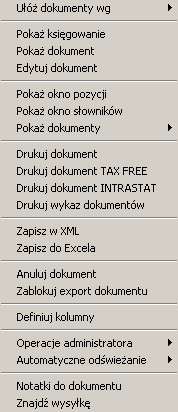 Ułóż dokumenty wg
Pokaż księgowanie
Pokaż dokument
Edytuj dokument
Pokaż okno pozycji
Pokaż okno słowników
Pokaż dokumenty
Drukuj dokument
Drukuj dokument TAX FREE
Drukuj dokument INTRASTAT
Drukuj wykaz dokumentów
Zapisz w XML
Zapisz do Excela
Anuluj dokument
Zablokuj export dokumentu
Definiuj kolumny
Operacje administratora
Automatyczne odświeżanie
Notatki do dokumentu
Znajdź wysyłkę